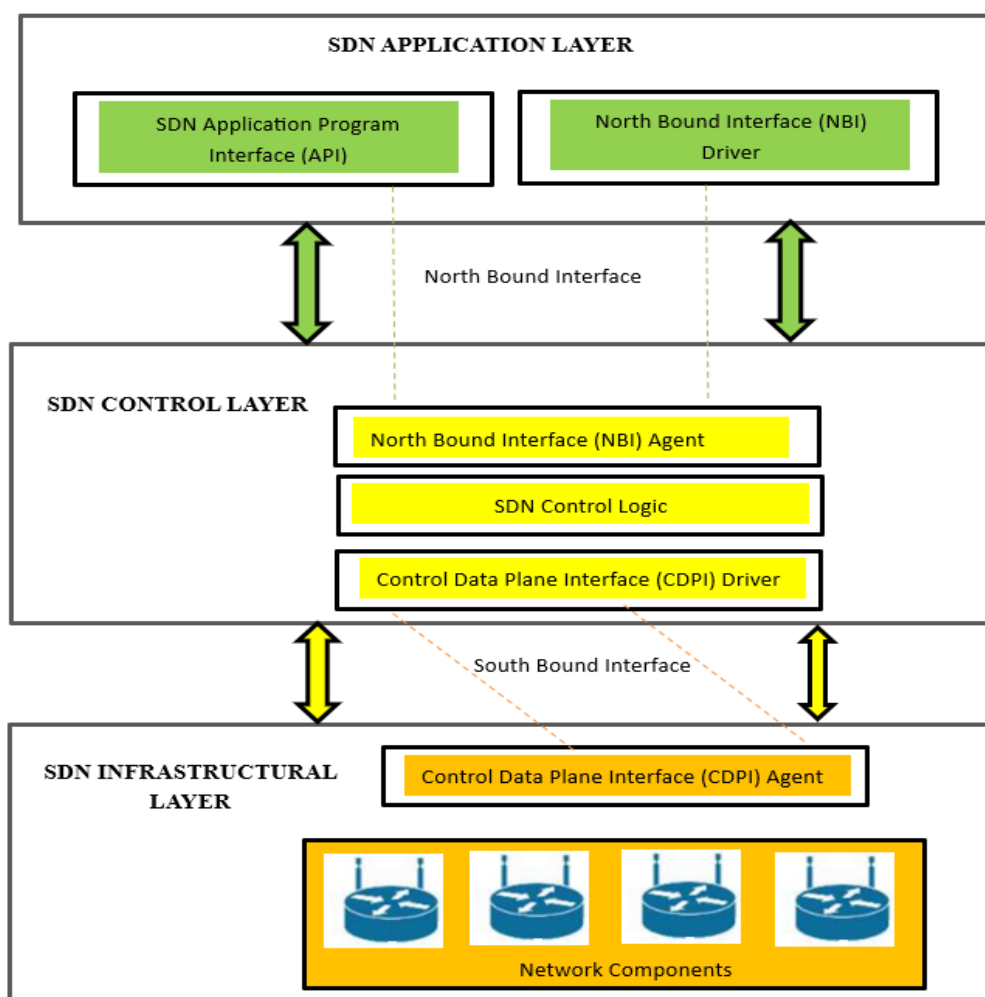 SDN APPLICATION LAYER
SDN Application Program
Interface (API)
North Bound Interface (NBI)
Driver
North Bound Interface
SDN CONTROL LAYER
North Bound Interface (NBI) Agent
SDN Control Logic
Control Data Plane Interface (CDPI) Driver
South Bound Interface
SDN INFRASTRUCTURAL
LAYER
Control Data Plane Interface (CDPI) Agent
Network Components